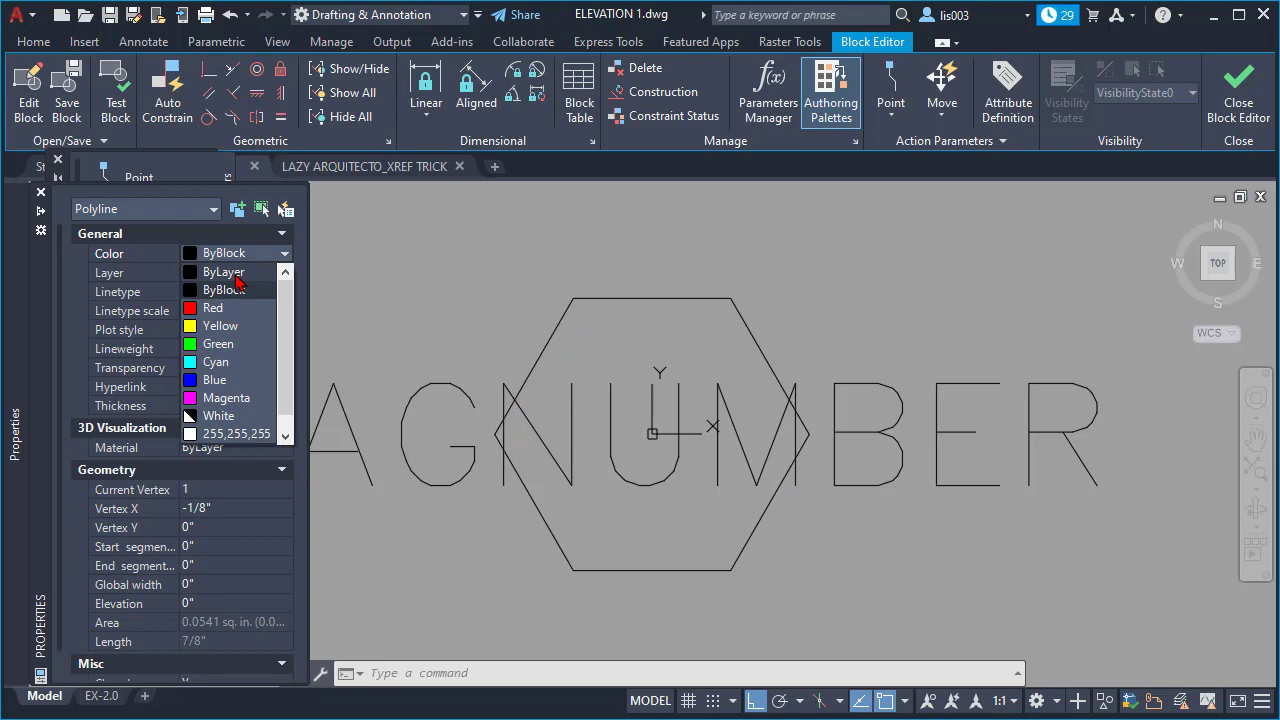 Drafting & Annotation
Share
ELEVATION 1.dwg
Type a keyword or phrase
lis003
29
Home
Insert
Annotate
Parametric
View
Manage
Output
Add-ins
Collaborate
Express Tools
Featured Apps
Raster Tools
Block Editor
Edit Block
Save Block
Test Block
Auto Constrain
Show/Hide
Show All
Hide All
Linear
Aligned
Block Table
Delete
Construction
Constraint Status
Parameters Manager
Authoring Palettes
Point
Move
Attribute Definition
Visibility States
VisibilityState0
Close Block Editor
Open/Save
Geometric
Dimensional
Manage
Action Parameters
Visibility
Close
LAZY ARQUITECTO_XREF TRICK
Point
Polyline
General
Color
ByBlock
Layer
ByLayer
Linetype
ByBlock
Linetype scale
Red
Plot style
Yellow
Lineweight
Green
Transparency
Cyan
Hyperlink
Blue
Thickness
Magenta
White
3D Visualization
255,255,255
Material
ByLayer
Geometry
Current Vertex
1
Vertex X
-1/8"
Vertex Y
0"
Start segmen...
0"
End segmen...
0"
Global width
0"
Elevation
0"
Area
0.0541 sq. in. (0.0...
Length
7/8"
Misc
Properties
PROPERTIES
AGNUMBER
Y
X
N
W
TOP
E
S
WCS
Type a command
Model
EX-2.0
MODEL
1:1